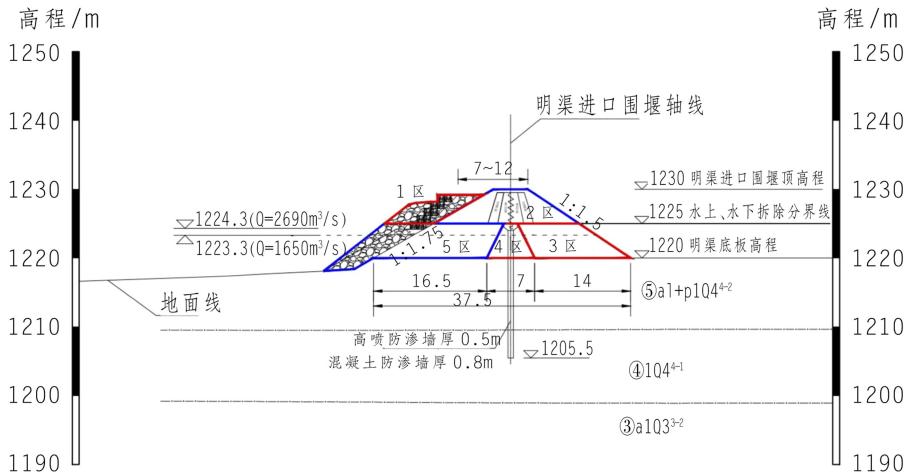 高程/m
高程/m
1250
1250
明渠进口围堰轴线
1240
1240
7~12
1230
1 区
1230 明渠进口围堰顶高程
1230
2 区
1:1.5
1224.3(Q=2690m³/s)
1225 水上、水下拆除分界线
1223.3(Q=1650m³/s)
1:1.75
5 区
4 区
3 区
1220
1220 明渠底板高程
1220
16.5
7
14
37.5
⑤al+plQ4⁴⁻²
地面线
1210
1210
高喷防渗墙厚 0.5m
混凝土防渗墙厚 0.8m
1205.5
④lQ4⁴⁻¹
1200
1200
③alQ3³⁻²
1190
1190